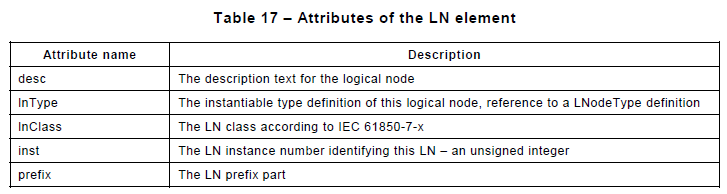 Table 17 – Attributes of the LN element
Attribute name Description
desc The description text for the logical node
lnType The instantiable type definition of this logical node, reference to a LNodeType definition
lnClass The LN class according to IEC 61850-7-x
inst The LN instance number identifying this LN – an unsigned integer
prefix The LN prefix part